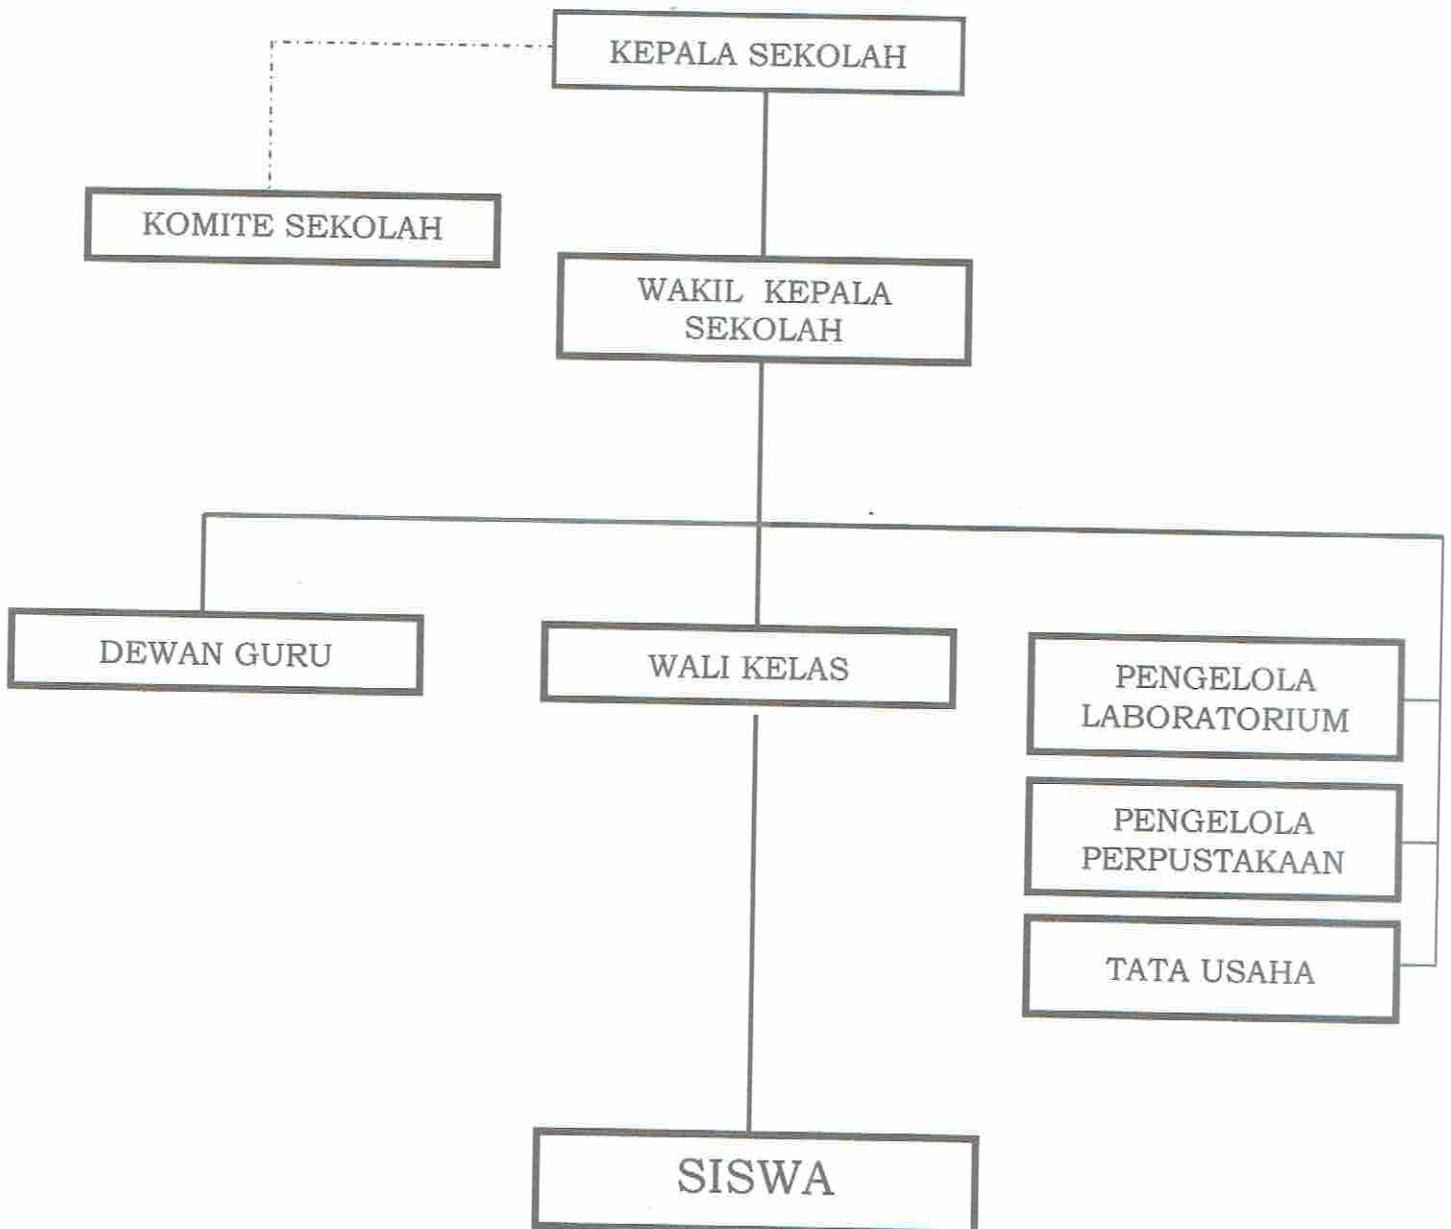 KEPALA SEKOLAH
KOMITE SEKOLAH
WAKIL KEPALA
SEKOLAH
DEWAN GURU
WALI KELAS
PENGELOLA
LABORATORIUM
PENGELOLA
PERPUSTAKAAN
TATA USAHA
SISWA